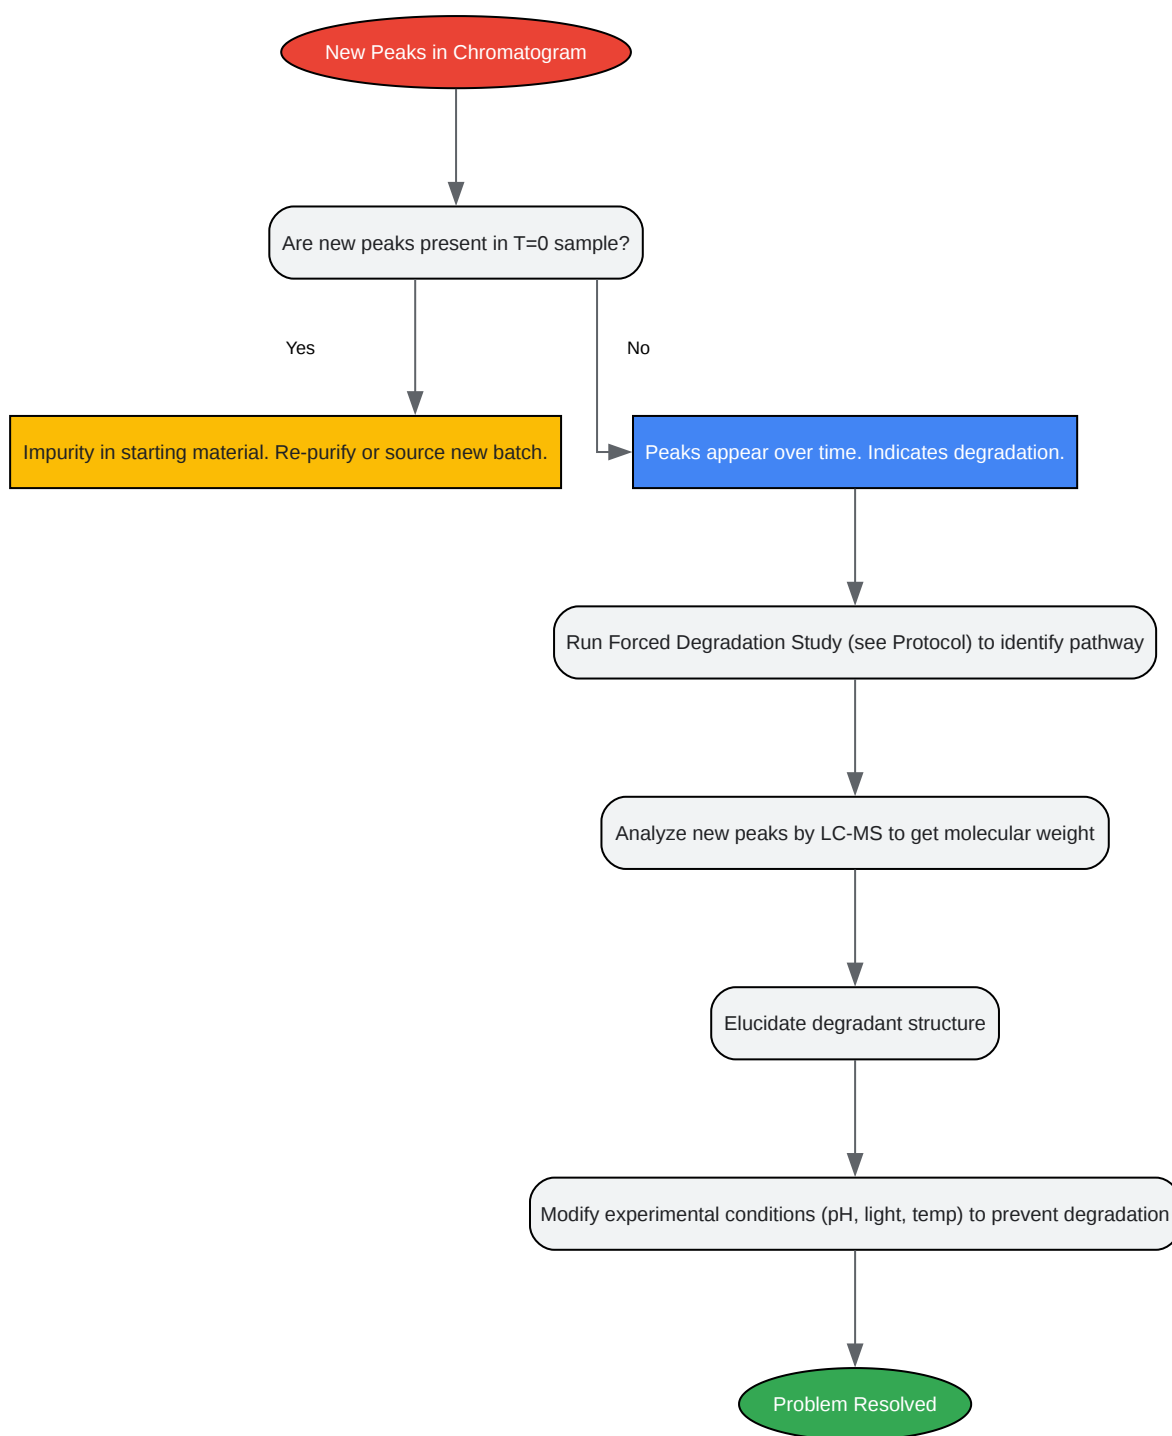 New Peaks in Chromatogram
Are new peaks present in T=0 sample?
Yes
No
Impurity in starting material. Re-purify or source new batch.
Peaks appear over time. Indicates degradation.
Run Forced Degradation Study (see Protocol) to identify pathway
Analyze new peaks by LC-MS to get molecular weight
Elucidate degradant structure
Modify experimental conditions (pH, light, temp) to prevent degradation
Problem Resolved